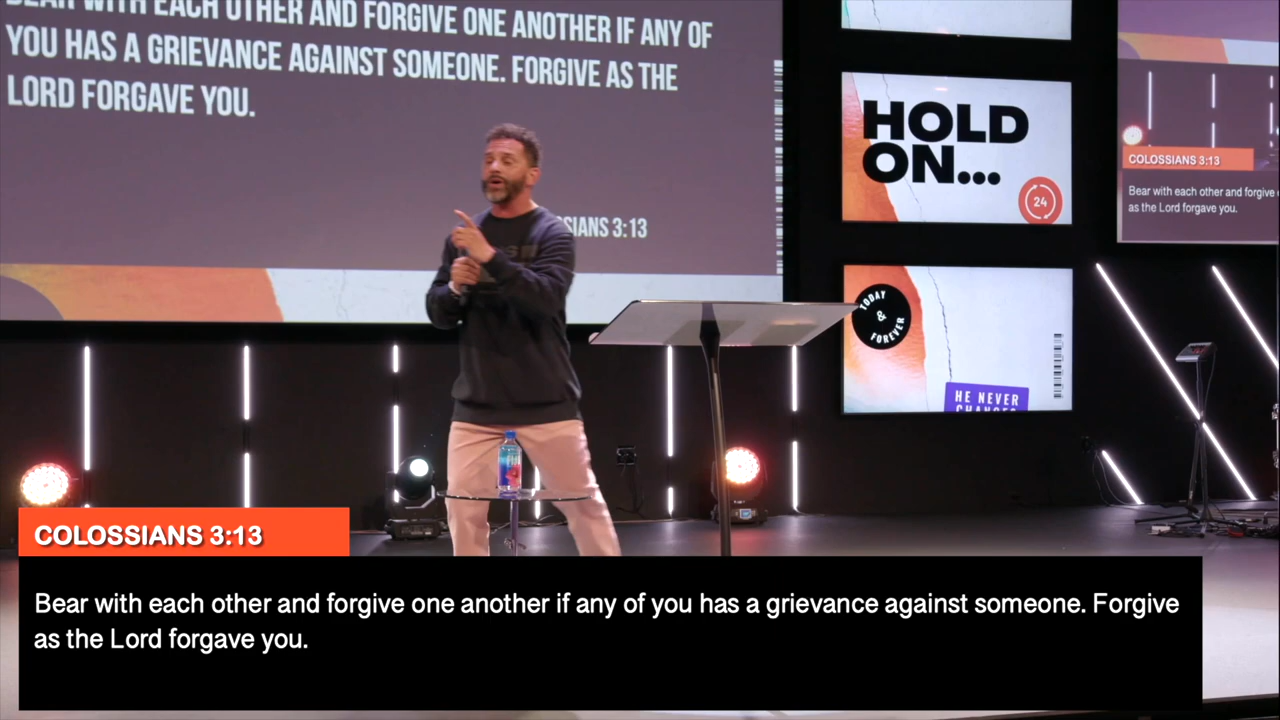 BEAR WITH EACH OTHER AND FORGIVE ONE ANOTHER IF ANY OF
YOU HAS A GRIEVANCE AGAINST SOMEONE. FORGIVE AS THE
LORD FORGAVE YOU.
SIANS 3:13
HOLD
ON...
24
COLOSSIANS 3:13
Bear with each other and forgive
as the Lord forgave you.
TODAY
&
FOREVER
HE NEVER
CHANGES
COLOSSIANS 3:13
Bear with each other and forgive one another if any of you has a grievance against someone. Forgive
as the Lord forgave you.